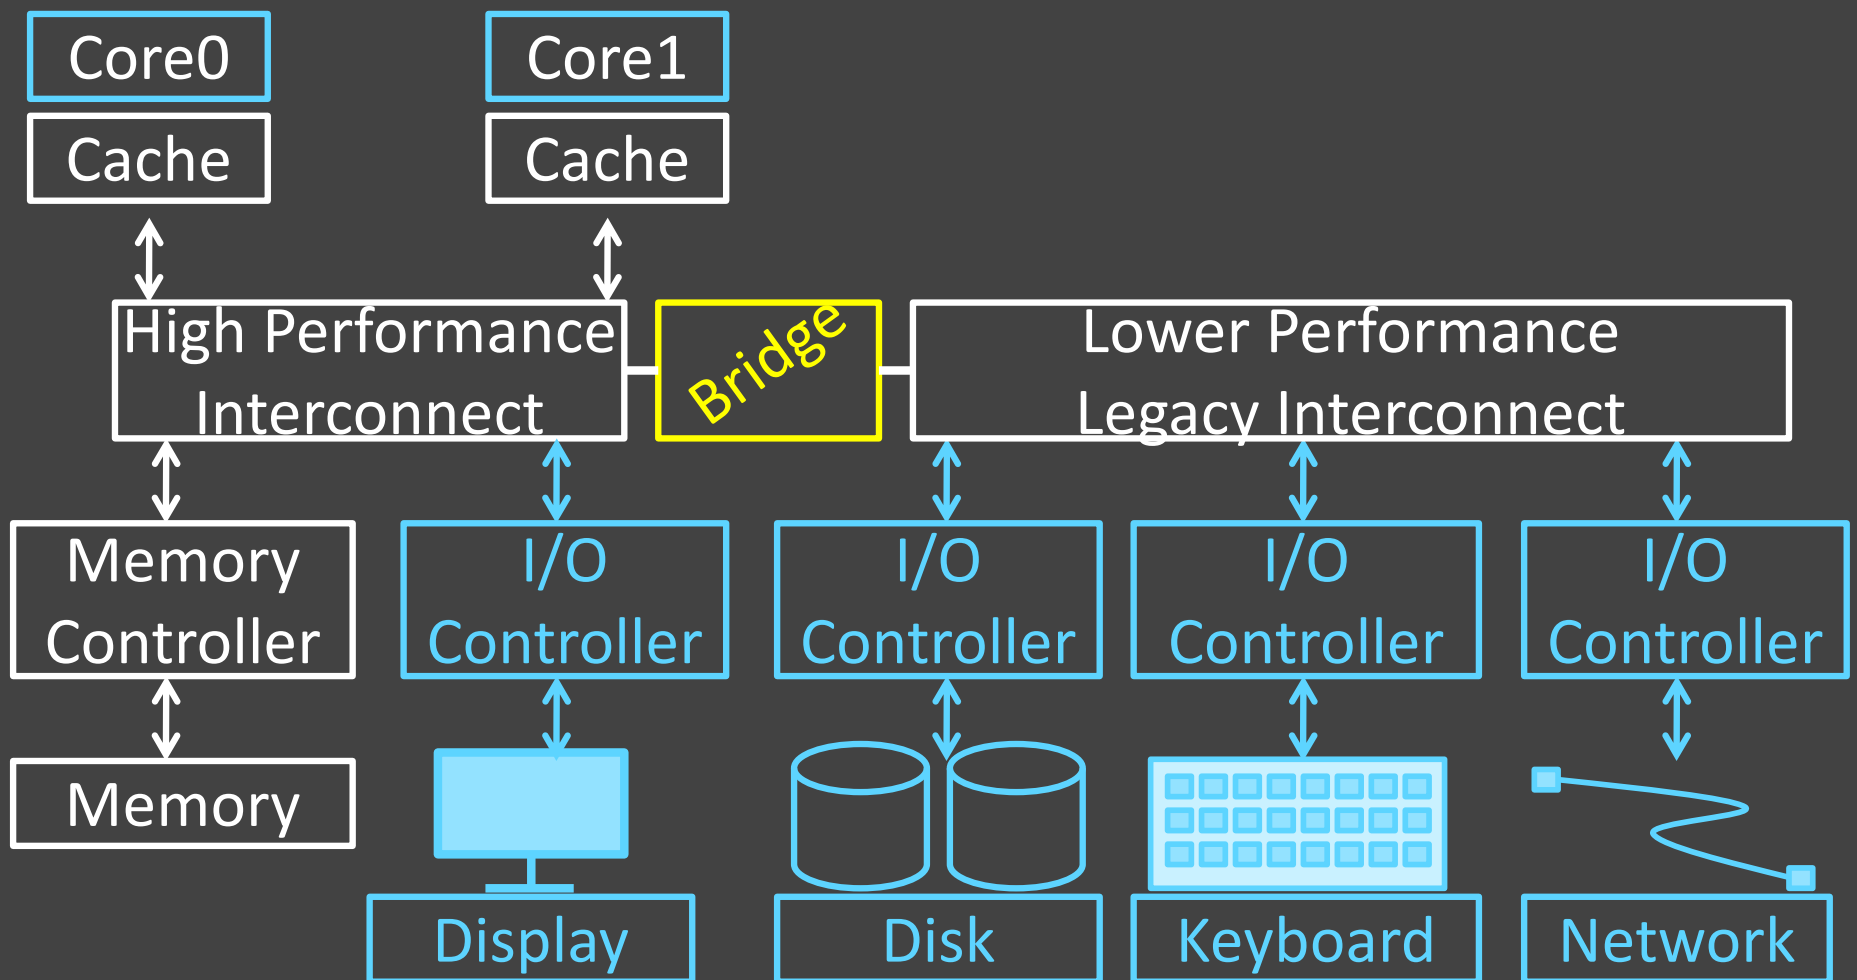 Core0
Core1
Cache
Cache
High Performance
Interconnect
Bridge
Lower Performance
Legacy Interconnect
Memory
Controller
I/O
Controller
I/O
Controller
I/O
Controller
I/O
Controller
Memory
Display
Disk
Keyboard
Network